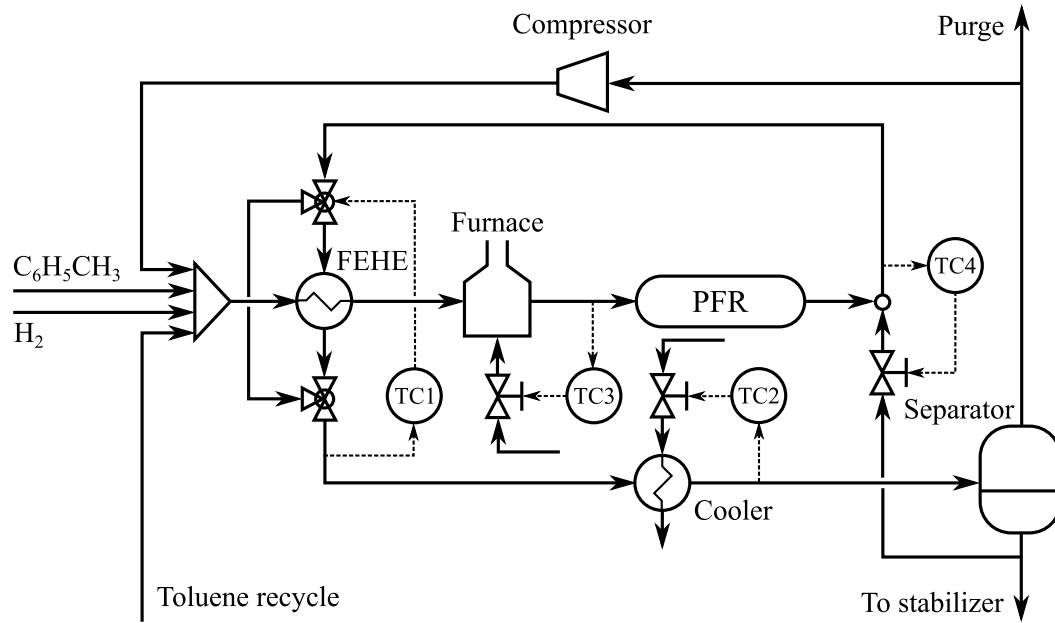 Compressor
Purge
Furnace
C₆H₅CH₃
FEHE
TC4
PFR
H₂
TC1
TC3
TC2
Separator
Cooler
Toluene recycle
To stabilizer